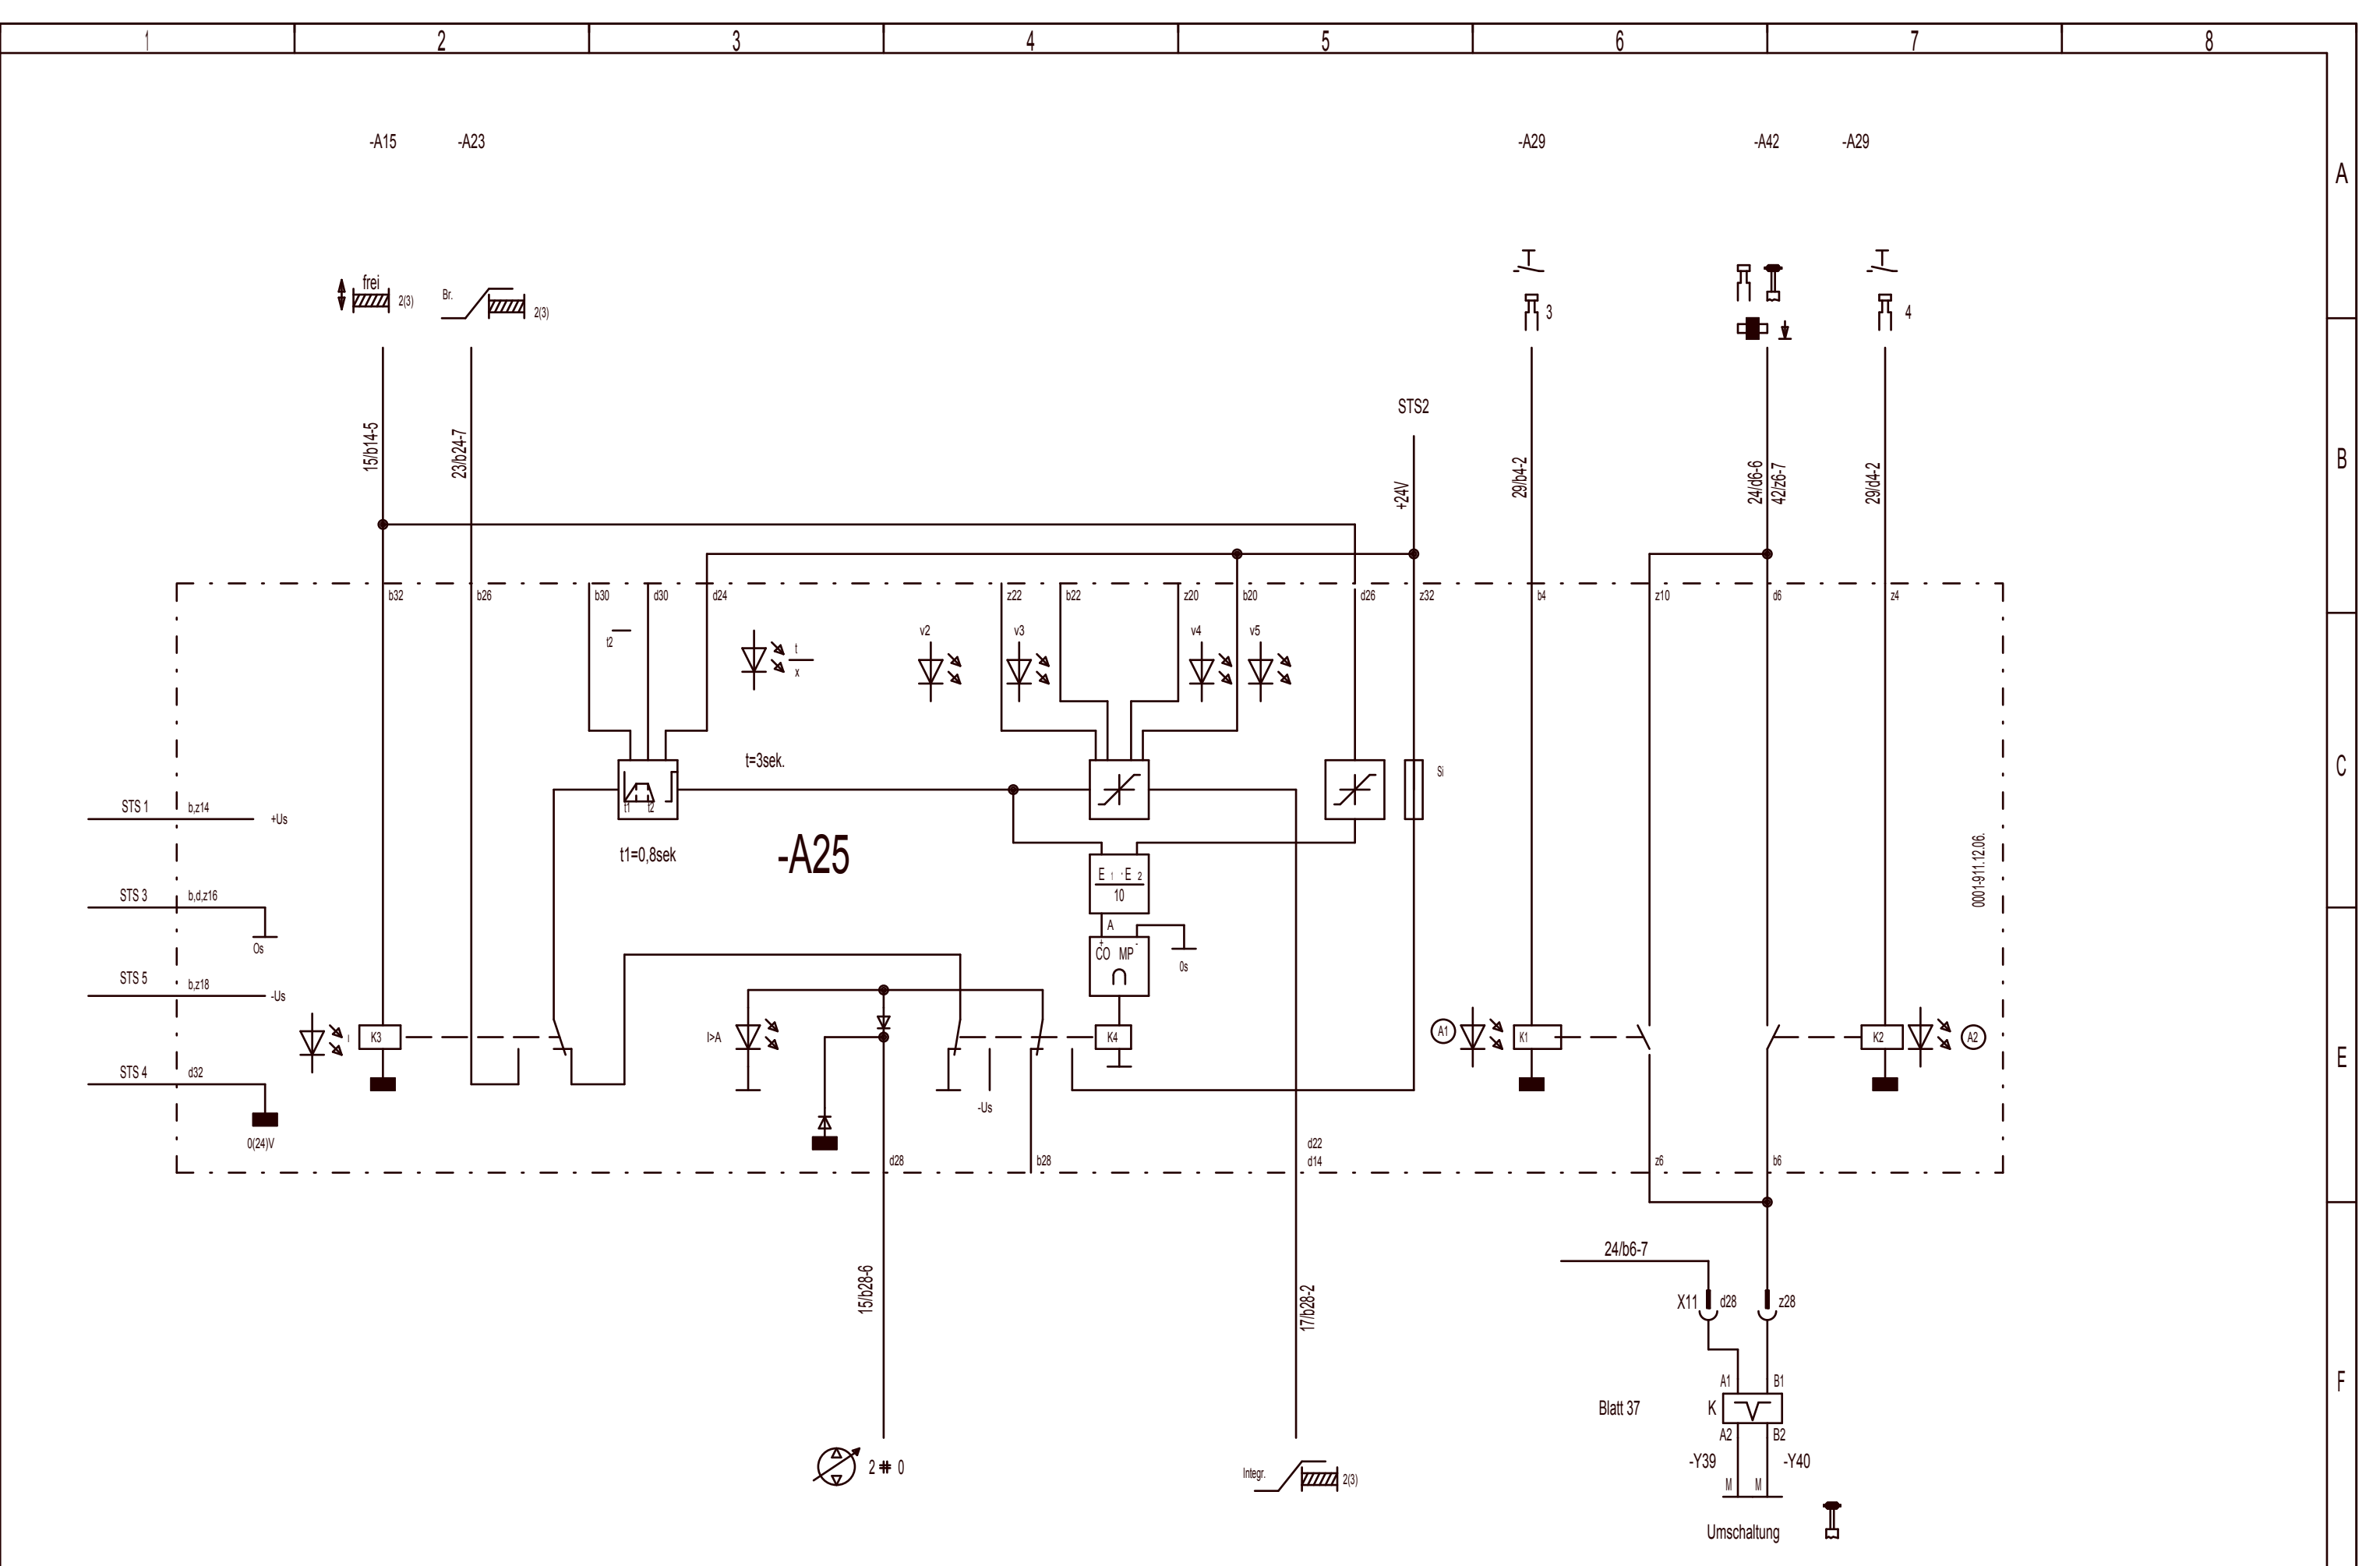 1 2 3 4 5 6 7 8
-A15 -A23 -A29 -A42 -A29
A
frei
2(3)
Br.
2(3)
3
4
STS2
B
15/b14-5
23/b24-7
+24V
29/b4-2
24/d6-6
42/z6-7
29/d4-2
b32 b26 b30 d30 d24 z22 b22 z20 b20 d26 z32 b4 z10 d6 z4
t2
t
x
v2 v3 v4 v5
t=3sek.
Si
C
t1 t2
STS 1 b,z14 +Us
t1=0,8sek
-A25
E 1 · E 2
10
0001-911.12.06.
STS 3 b,d,z16
Os
A
+ -
CO MP
0s
STS 5 b,z18 -Us
I K3
I>A
K4
A1 K1 K2 A2
E
STS 4 d32
-Us
0(24)V
d22
d28 b28 d14 z6 b6
24/b6-7
15/b28-6
17/b28-2
X11 d28 z28
A1 B1
Blatt 37 K
F
A2 B2
-Y39 -Y40
2 # 0
Integr.
2(3)
M M
Umschaltung